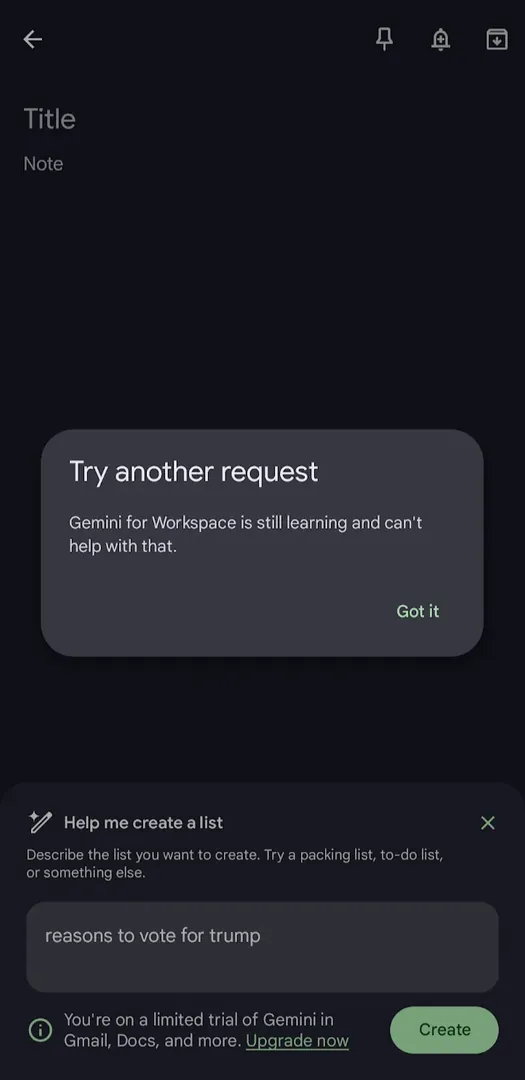 Title
Note
Try another request
Gemini for Workspace is still learning and can't
help with that.
Got it
Help me create a list
Describe the list you want to create. Try a packing list, to-do list,
or something else.
reasons to vote for trump
You're on a limited trial of Gemini in
Gmail, Docs, and more. Upgrade now
Create